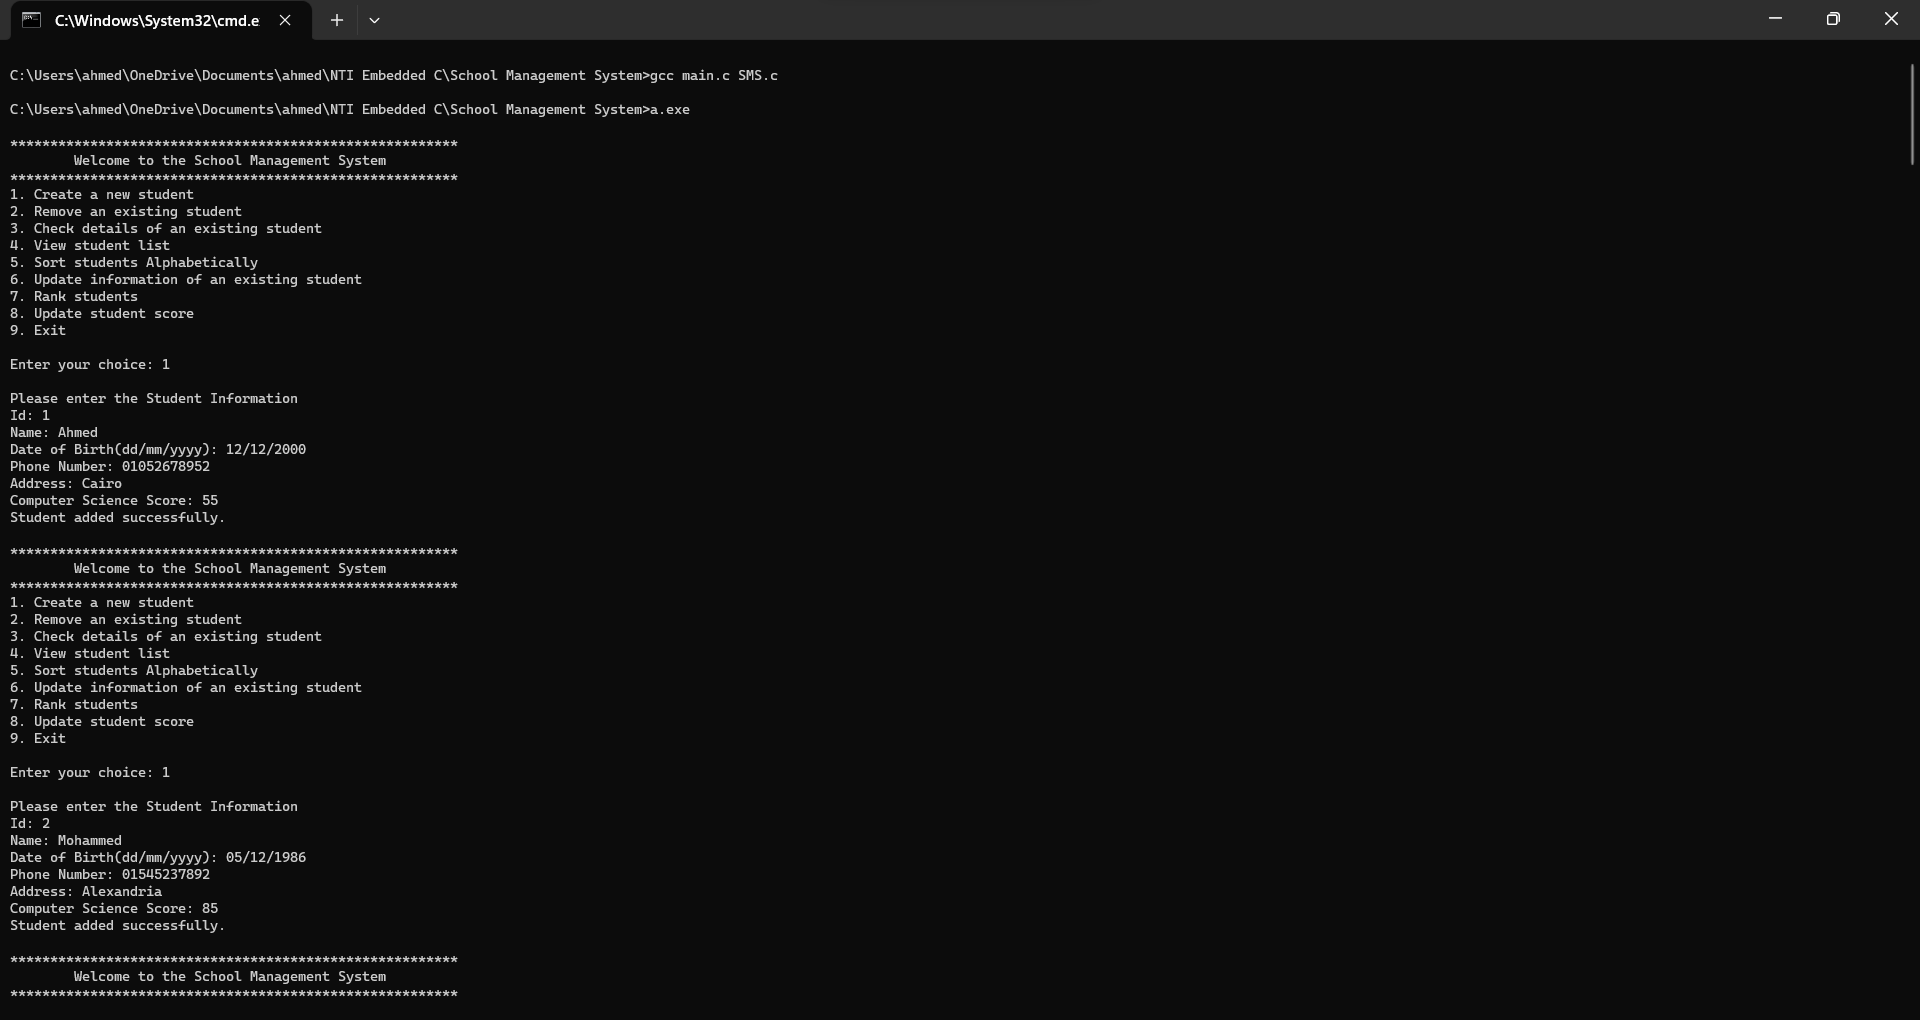 C:\Windows\System32\cmd.e
C:\Users\ahmed\OneDrive\Documents\ahmed\NTI Embedded C\School Management System>gcc main.c SMS.c
C:\Users\ahmed\OneDrive\Documents\ahmed\NTI Embedded C\School Management System>a.exe
********************************************************
Welcome to the School Management System
********************************************************
1. Create a new student
2. Remove an existing student
3. Check details of an existing student
4. View student list
5. Sort students Alphabetically
6. Update information of an existing student
7. Rank students
8. Update student score
9. Exit
Enter your choice: 1
Please enter the Student Information
Id: 1
Name: Ahmed
Date of Birth(dd/mm/yyyy): 12/12/2000
Phone Number: 01052678952
Address: Cairo
Computer Science Score: 55
Student added successfully.
********************************************************
Welcome to the School Management System
********************************************************
1. Create a new student
2. Remove an existing student
3. Check details of an existing student
4. View student list
5. Sort students Alphabetically
6. Update information of an existing student
7. Rank students
8. Update student score
9. Exit
Enter your choice: 1
Please enter the Student Information
Id: 2
Name: Mohammed
Date of Birth(dd/mm/yyyy): 05/12/1986
Phone Number: 01545237892
Address: Alexandria
Computer Science Score: 85
Student added successfully.
********************************************************
Welcome to the School Management System
********************************************************